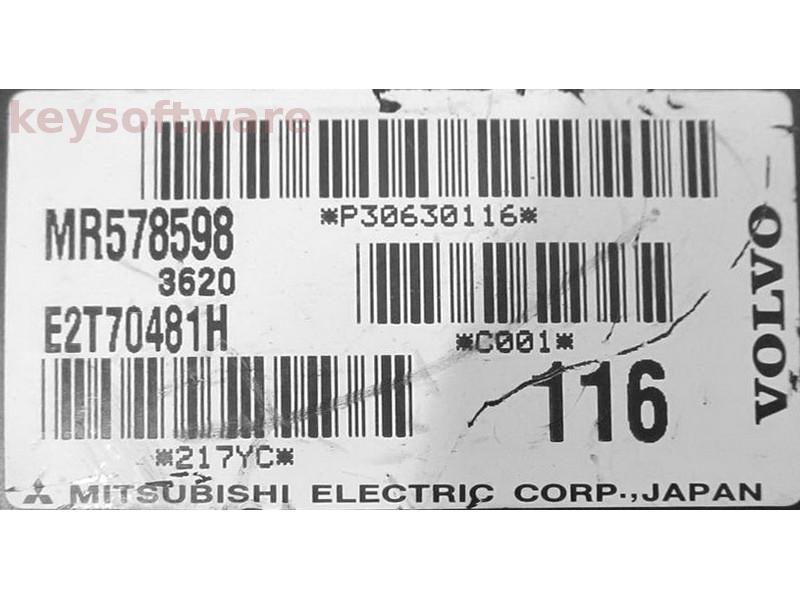 keysoftware
*P30630116*
MR578598
3620
E2T70481H
*C001*
116
VOLVO
*217YC*
MITSUBISHI ELECTRIC CORP.,JAPAN